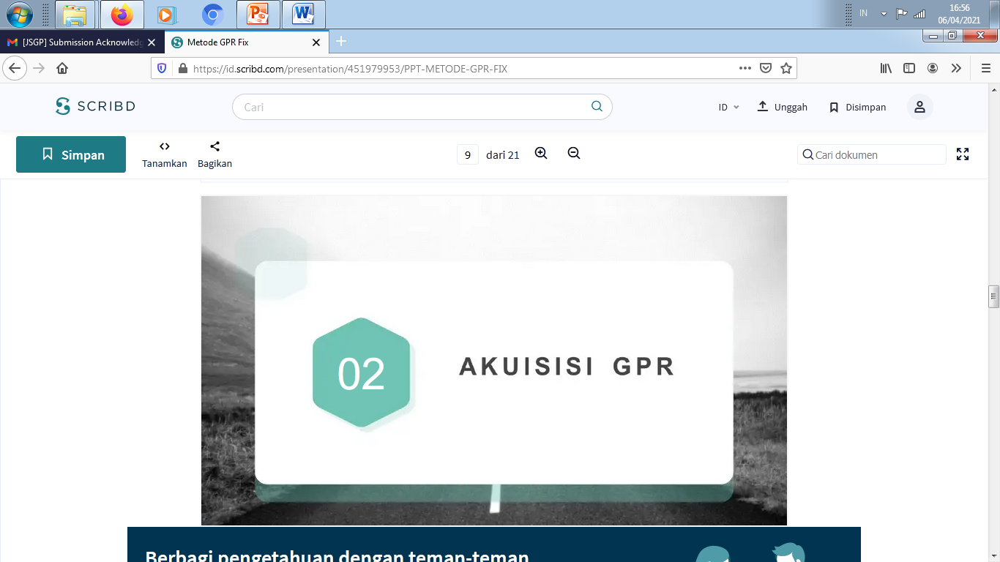 IN
16:56
06/04/2021
[JSGP] Submission Acknowledg
Metode GPR Fix
https://id.scribd.com/presentation/451979953/PPT-METODE-GPR-FIX
SCRIBD
Cari
ID
Unggah
Disimpan
Simpan
Tanamkan
Bagikan
9 dari 21
Cari dokumen
02
AKUISISI GPR
Berbagi pengetahuan dengan teman-teman